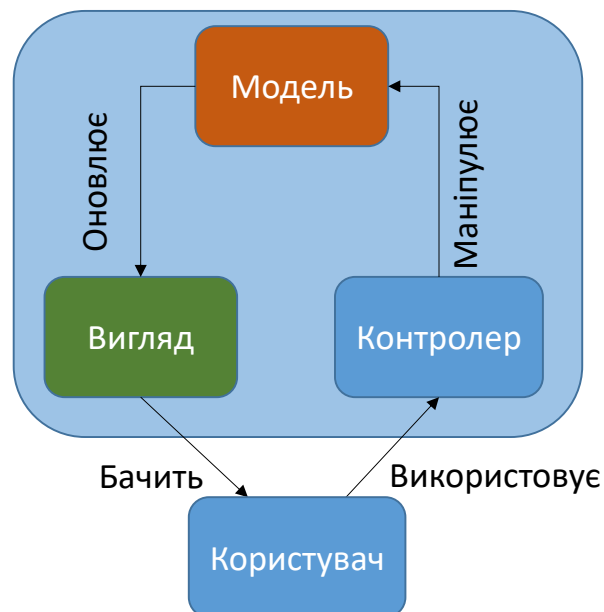 Модель
Оновлює
Маніпулює
Вигляд
Контролер
Бачить
Використовує
Користувач